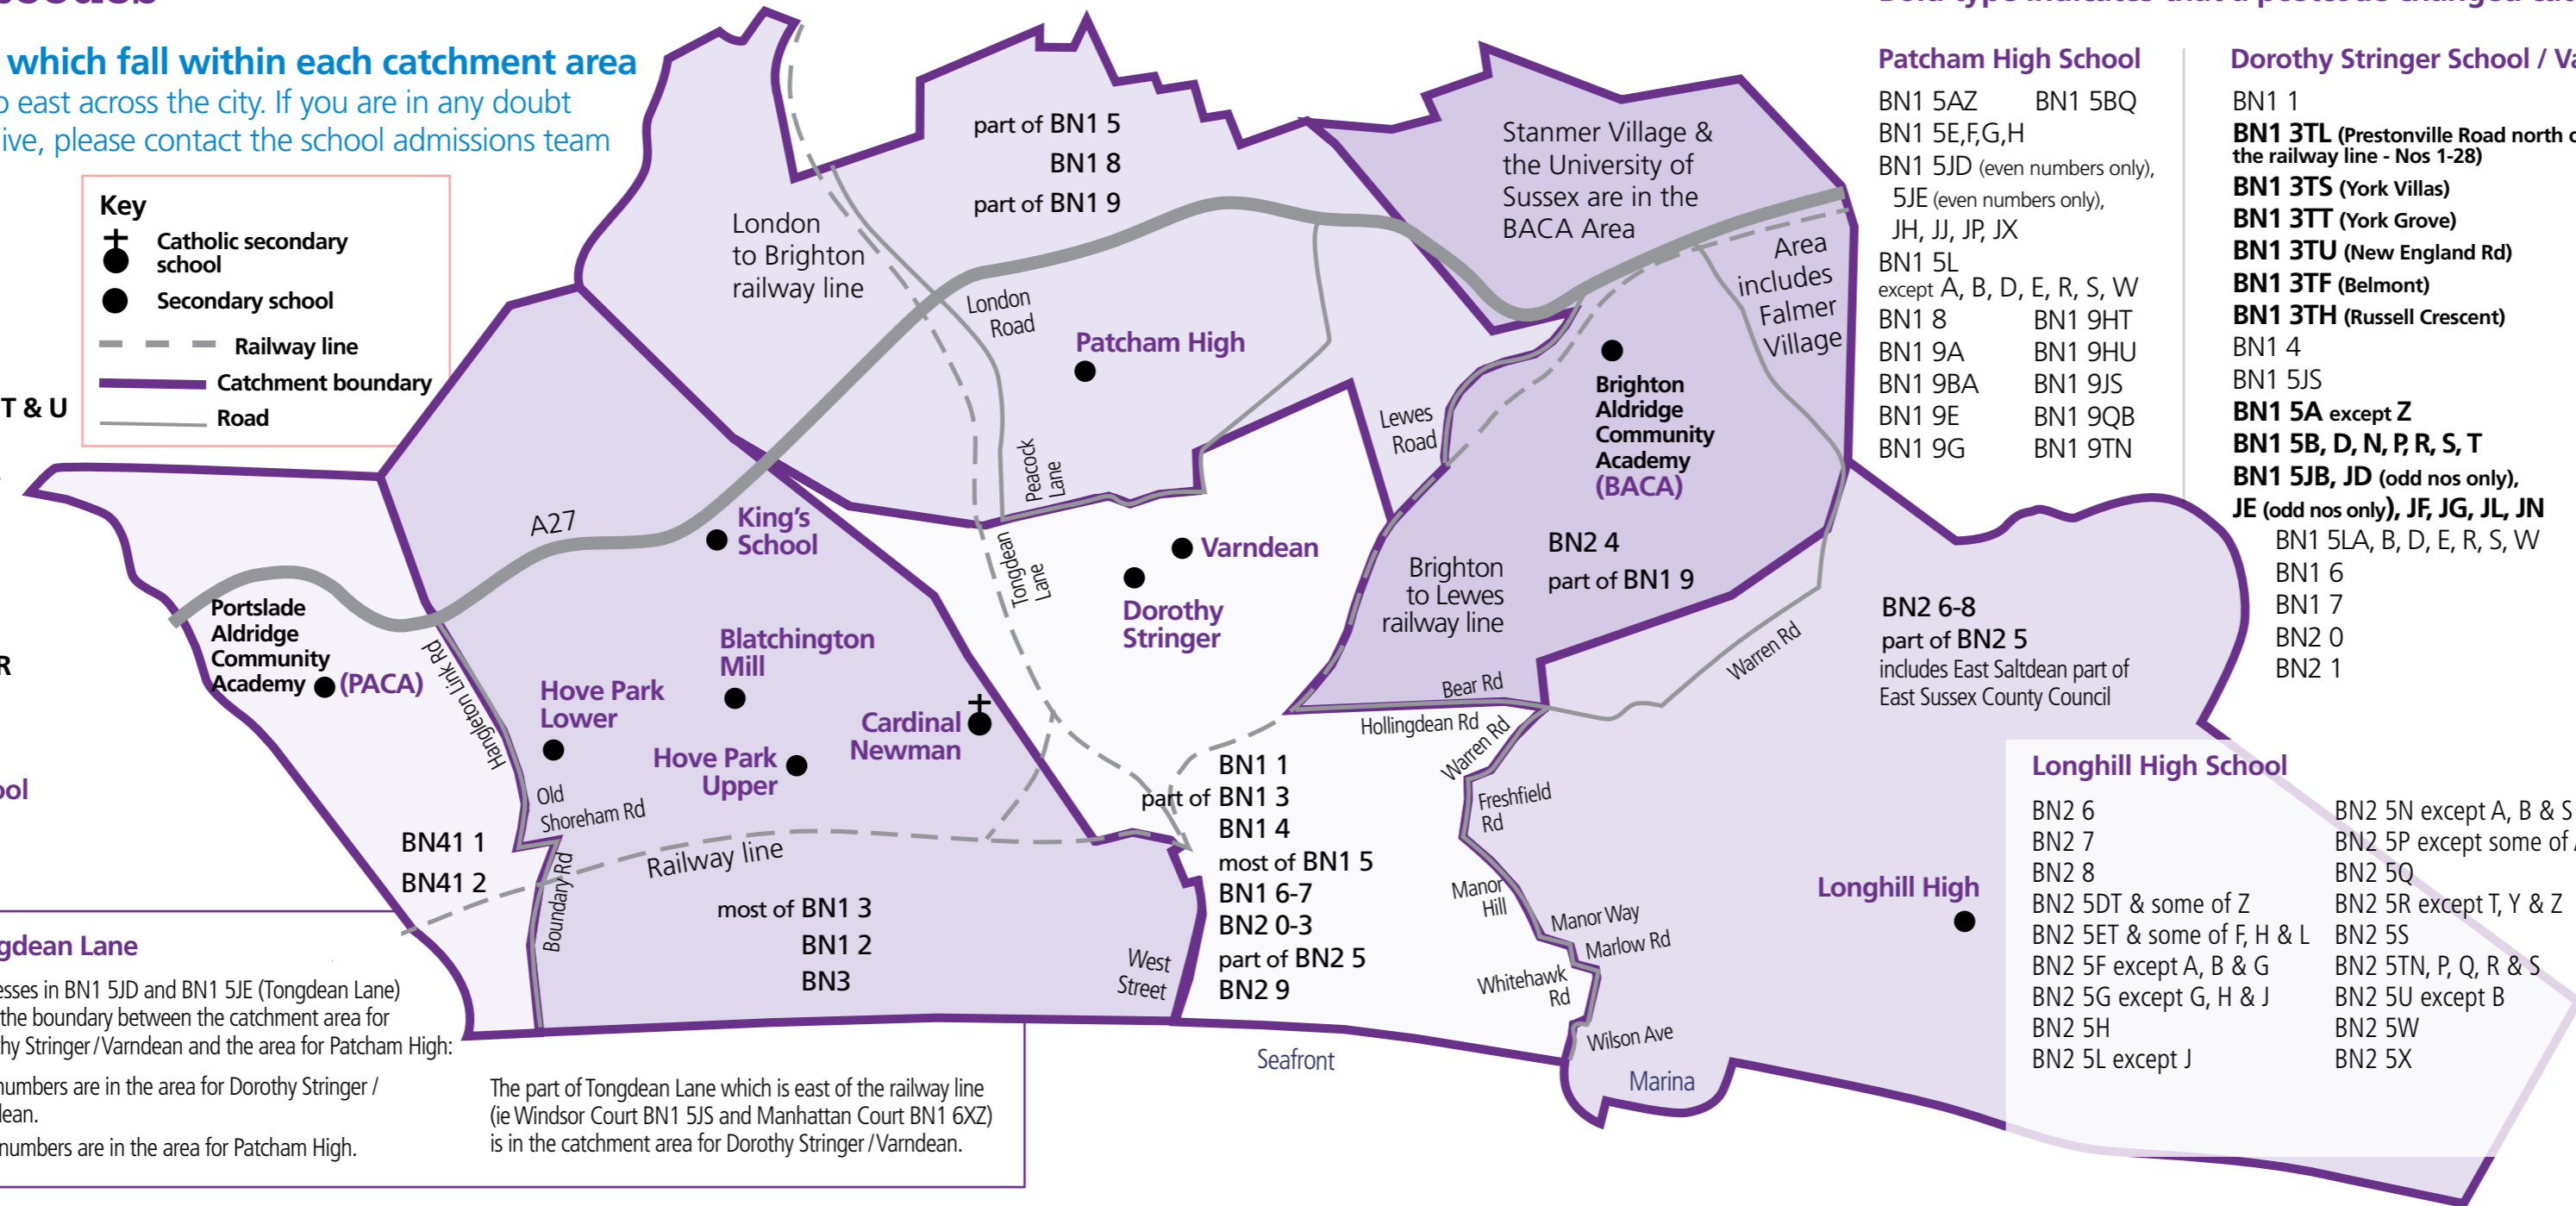 which fall within each catchment area
east across the city. If you are in any doubt
ive, please contact the school admissions team
Key
Catholic secondary
school
Secondary school
Railway line
Catchment boundary
Road
T & U
R
London
to Brighton
railway line
part of BN1 5
BN1 8
part of BN1 9
Stanmer Village &
the University of
Sussex are in the
BACA Area
Area
includes
Falmer
Village
London
Road
Patcham High
Peacock
Lane
Lewes
Road
Brighton
Aldridge
Community
Academy
(BACA)
A27
King's
School
Tongdean
Lane
Varndean
Dorothy
Stringer
Brighton
to Lewes
railway line
BN2 4
part of BN1 9
Portslade
Aldridge
Community
Academy (PACA)
Hangleton Link Rd
Blatchington
Mill
Hove Park
Lower
Hove Park
Upper
Cardinal
Newman
Bear Rd
Hollingdean Rd
Warren Rd
Warren Rd
BN2 6-8
part of BN2 5
includes East Saltdean part of
East Sussex County Council
Old
Shoreham Rd
Railway line
Boundary Rd
BN41 1
BN41 2
most of BN1 3
BN1 2
BN3
West
Street
BN1 1
part of BN1 3
BN1 4
most of BN1 5
BN1 6-7
BN2 0-3
part of BN2 5
BN2 9
Freshfield
Rd
Manor
Hill
Manor Way
Marlow Rd
Whitehawk
Rd
Wilson Ave
Seafront
Marina
Longhill High
Patcham High School
BN1 5AZ BN1 5BQ
BN1 5E,F,G,H
BN1 5JD (even numbers only),
5JE (even numbers only),
JH, JJ, JP, JX
BN1 5L
except A, B, D, E, R, S, W
BN1 8 BN1 9HT
BN1 9A BN1 9HU
BN1 9BA BN1 9JS
BN1 9E BN1 9QB
BN1 9G BN1 9TN
Dorothy Stringer School / Va
BN1 1
BN1 3TL (Prestonville Road north o
the railway line - Nos 1-28)
BN1 3TS (York Villas)
BN1 3TT (York Grove)
BN1 3TU (New England Rd)
BN1 3TF (Belmont)
BN1 3TH (Russell Crescent)
BN1 4
BN1 5JS
BN1 5A except Z
BN1 5B, D, N, P, R, S, T
BN1 5JB, JD (odd nos only),
JE (odd nos only), JF, JG, JL, JN
BN1 5LA, B, D, E, R, S, W
BN1 6
BN1 7
BN2 0
BN2 1
Longhill High School
BN2 6
BN2 7
BN2 8
BN2 5DT & some of Z
BN2 5ET & some of F, H & L
BN2 5F except A, B & G
BN2 5G except G, H & J
BN2 5H
BN2 5L except J
BN2 5N except A, B & S
BN2 5P except some of
BN2 5Q
BN2 5R except T, Y & Z
BN2 5S
BN2 5TN, P, Q, R & S
BN2 5U except B
BN2 5W
BN2 5X
ool
gdean Lane
esses in BN1 5JD and BN1 5JE (Tongdean Lane)
the boundary between the catchment area for
hy Stringer / Varndean and the area for Patcham High:
numbers are in the area for Dorothy Stringer /
dean.
numbers are in the area for Patcham High.
The part of Tongdean Lane which is east of the railway line
(ie Windsor Court BN1 5JS and Manhattan Court BN1 6XZ)
is in the catchment area for Dorothy Stringer / Varndean.